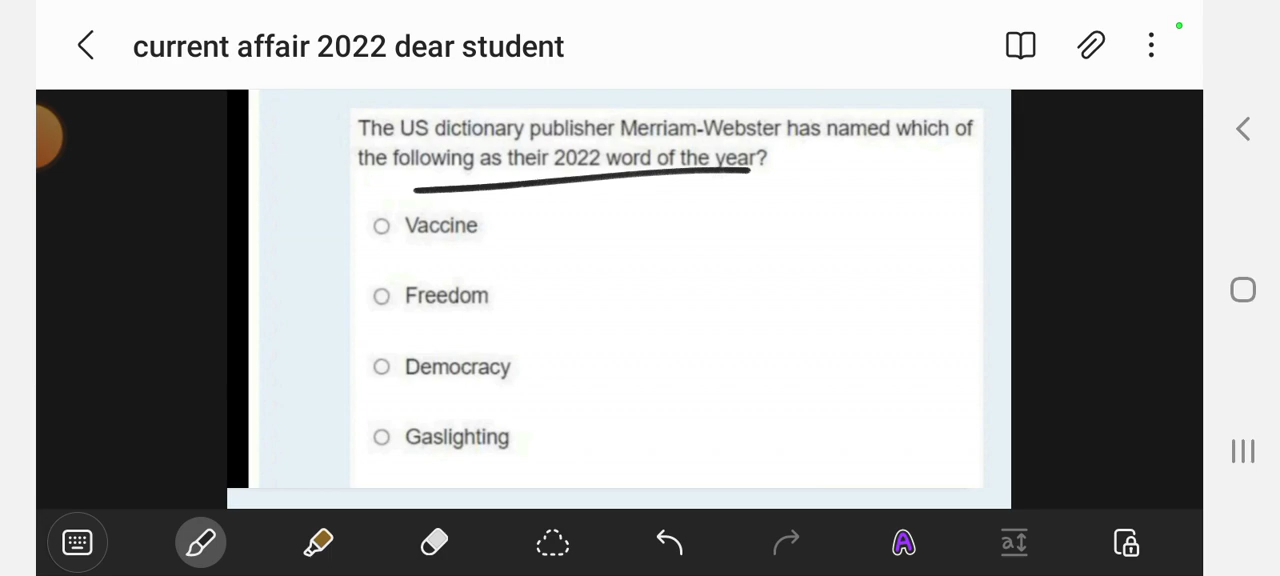 current affair 2022 dear student
The US dictionary publisher Merriam-Webster has named which of
the following as their 2022 word of the year?
Vaccine
Freedom
Democracy
Gaslighting
A
a